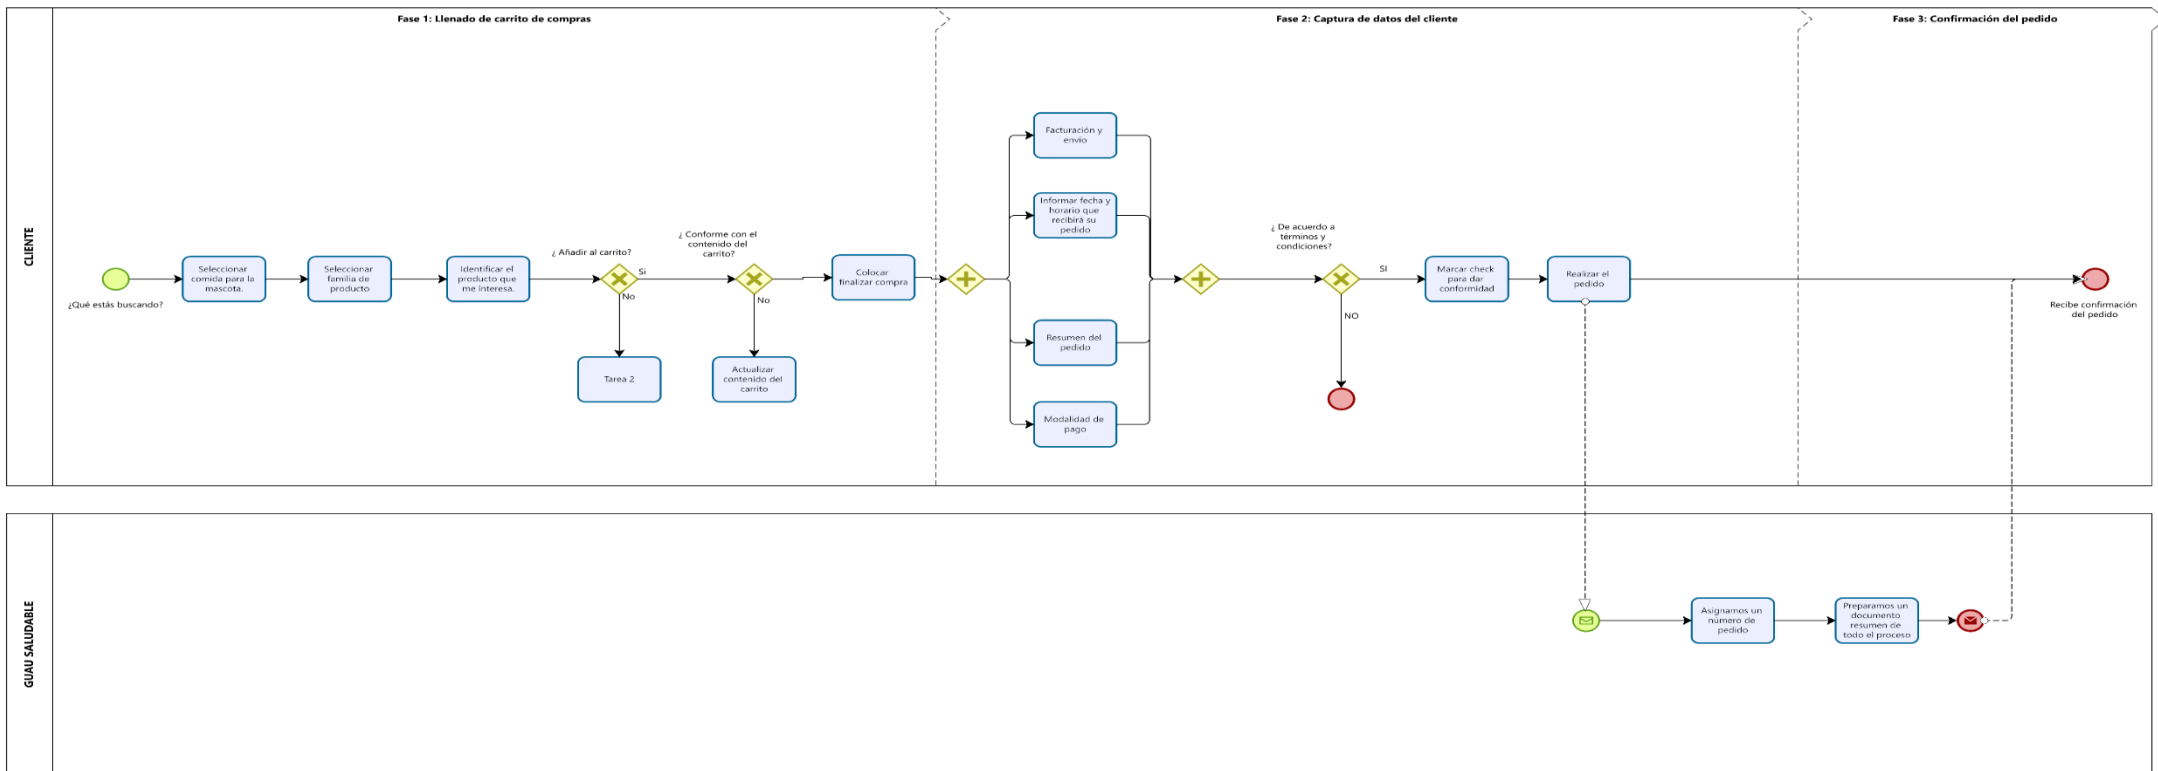 Fase 1: Llenado de carrito de compras
Fase 2: Captura de datos del cliente
Fase 3: Confirmación del pedido
CLIENTE
¿Qué estás buscando?
Seleccionar
comida para la
mascota.
Seleccionar
familia de
producto
Identificar el
producto que
me interesa.
¿ Añadir al carrito?
Si
No
Tarea 2
¿ Conforme con el
contenido del
carrito?
No
Actualizar
contenido del
carrito
Colocar
finalizar compra
Facturación y
envío
Informar fecha y
horario que
recibirá su
pedido
Resumen del
pedido
Modalidad de
pago
¿ De acuerdo a
términos y
condiciones?
SI
NO
Marcar check
para dar
conformidad
Realizar el
pedido
Recibe confirmación
del pedido
GUAU SALUDABLE
Asignamos un
número de
pedido
Preparamos un
documento
resumen de
todo el proceso